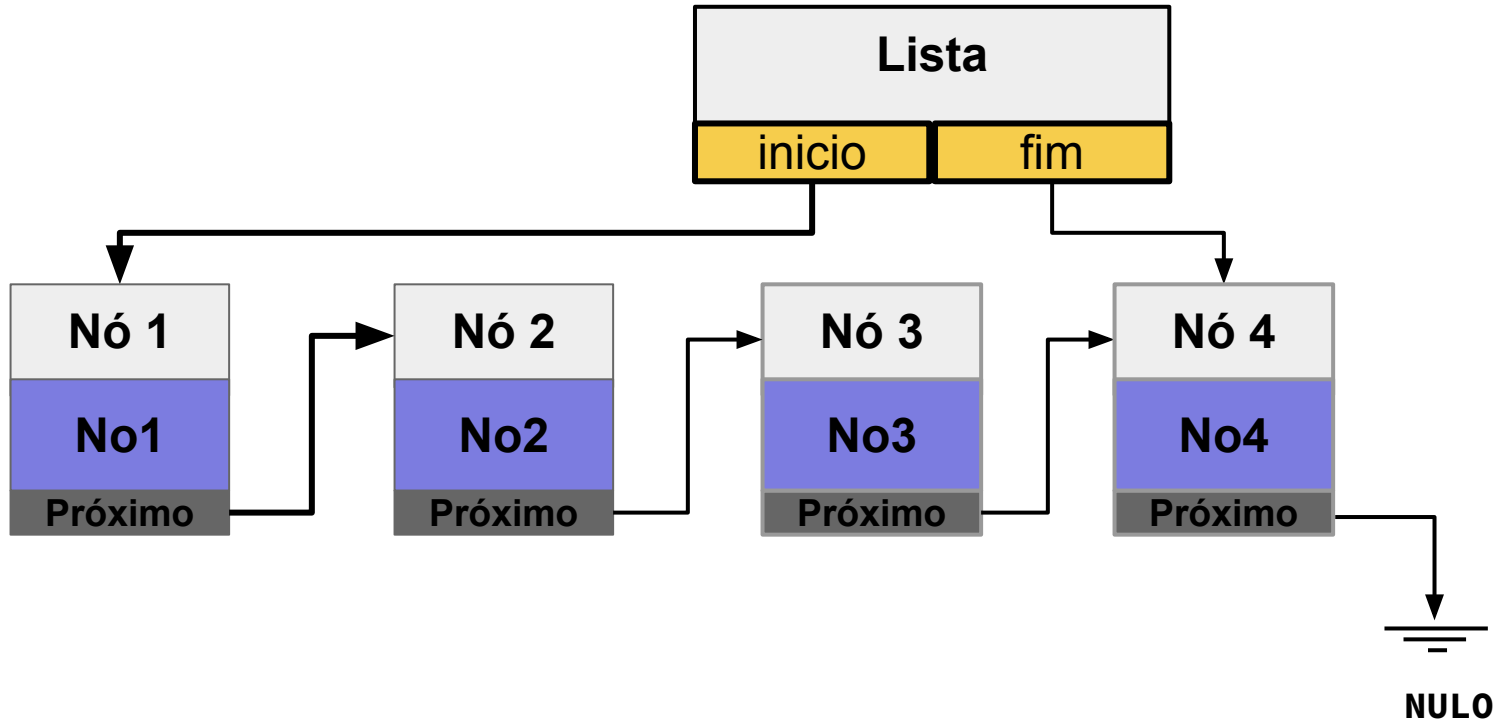 Lista
inicio fim
Nó 1 Nó 2 Nó 3 Nó 4
No1 No2 No3 No4
Próximo Próximo Próximo Próximo
NULO